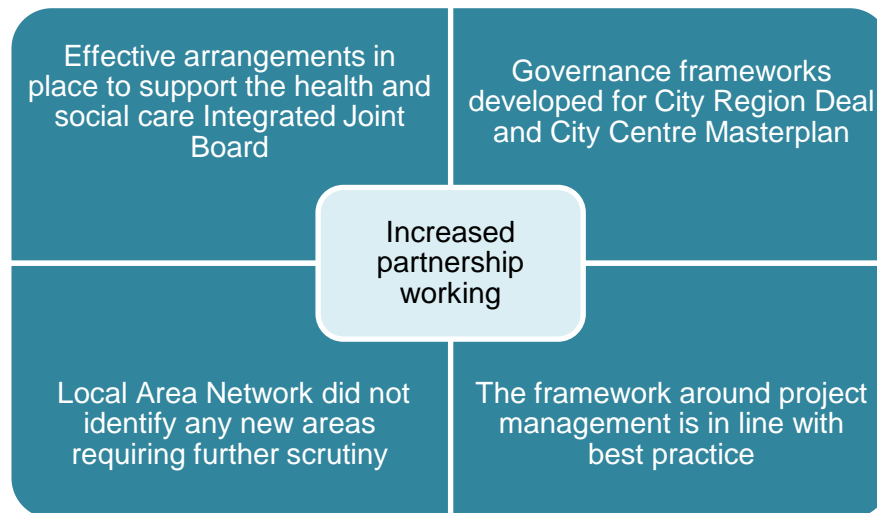 Effective arrangements in
place to support the health and
social care Integrated Joint
Board
Governance frameworks
developed for City Region Deal
and City Centre Masterplan
Increased
partnership
working
Local Area Network did not
identify any new areas
requiring further scrutiny
The framework around project
management is in line with
best practice